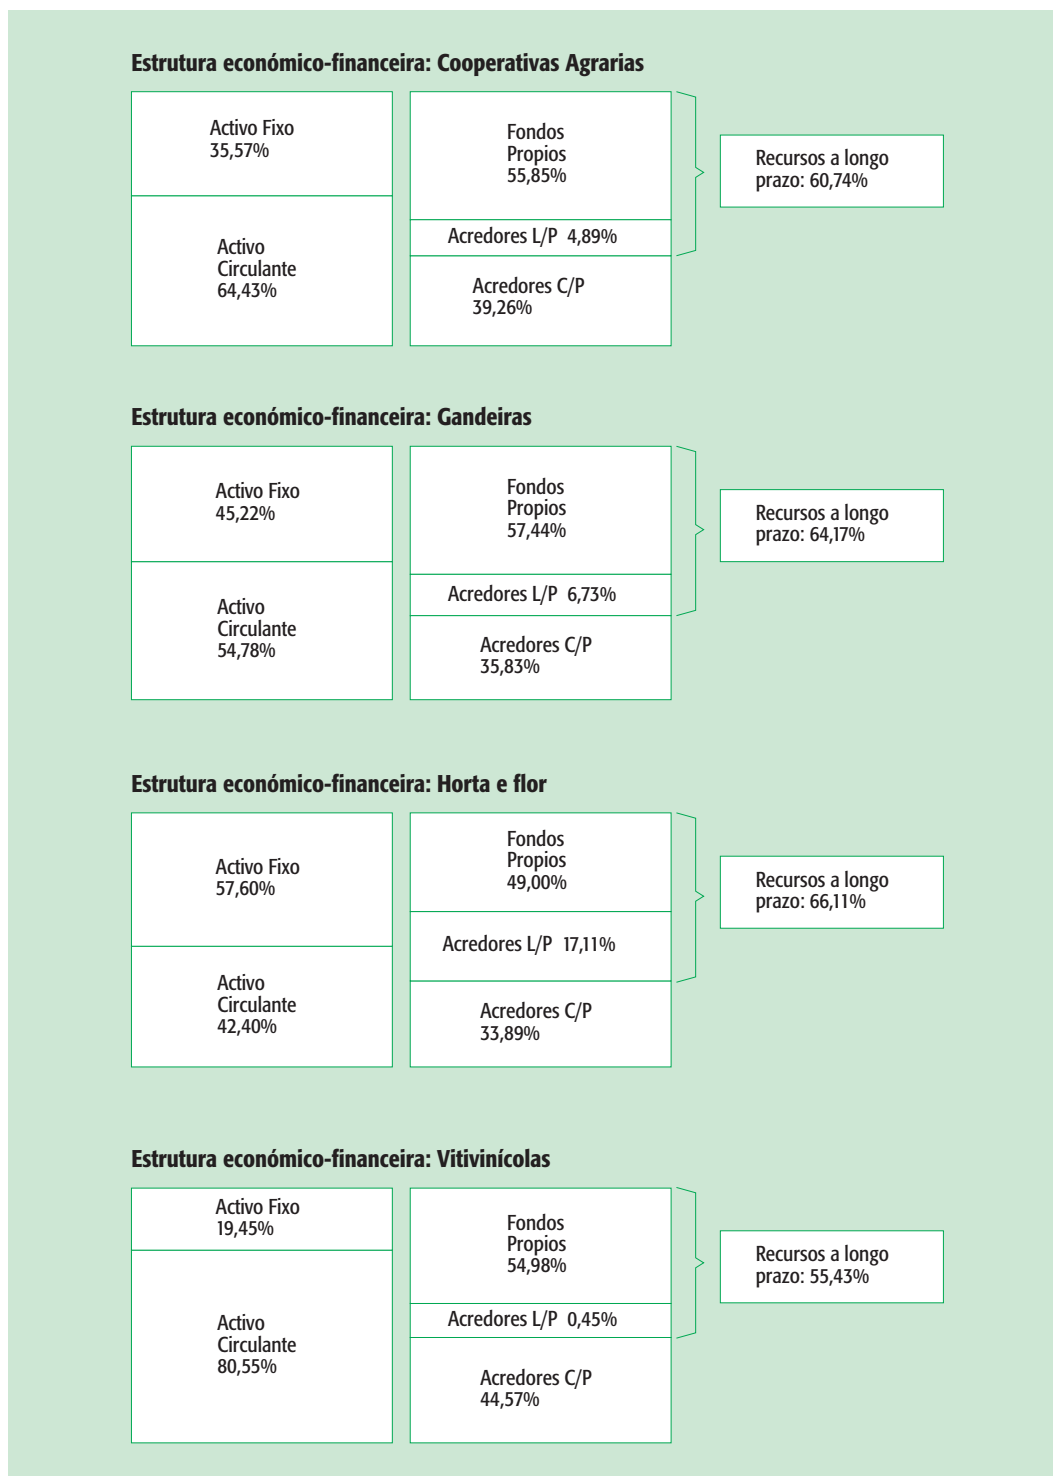 Estrutura económico-financeira: Cooperativas Agrarias
Activo Fixo
35,57%
Activo
Circulante
64,43%
Fondos
Propios
55,85%
Acredores L/P 4,89%
Acredores C/P
39,26%
Recursos a longo
prazo: 60,74%
Estrutura económico-financeira: Gandeiras
Activo Fixo
45,22%
Activo
Circulante
54,78%
Fondos
Propios
57,44%
Acredores L/P 6,73%
Acredores C/P
35,83%
Recursos a longo
prazo: 64,17%
Estrutura económico-financeira: Horta e flor
Activo Fixo
57,60%
Activo
Circulante
42,40%
Fondos
Propios
49,00%
Acredores L/P 17,11%
Acredores C/P
33,89%
Recursos a longo
prazo: 66,11%
Estrutura económico-financeira: Vitivinícolas
Activo Fixo
19,45%
Activo
Circulante
80,55%
Fondos
Propios
54,98%
Acredores L/P 0,45%
Acredores C/P
44,57%
Recursos a longo
prazo: 55,43%